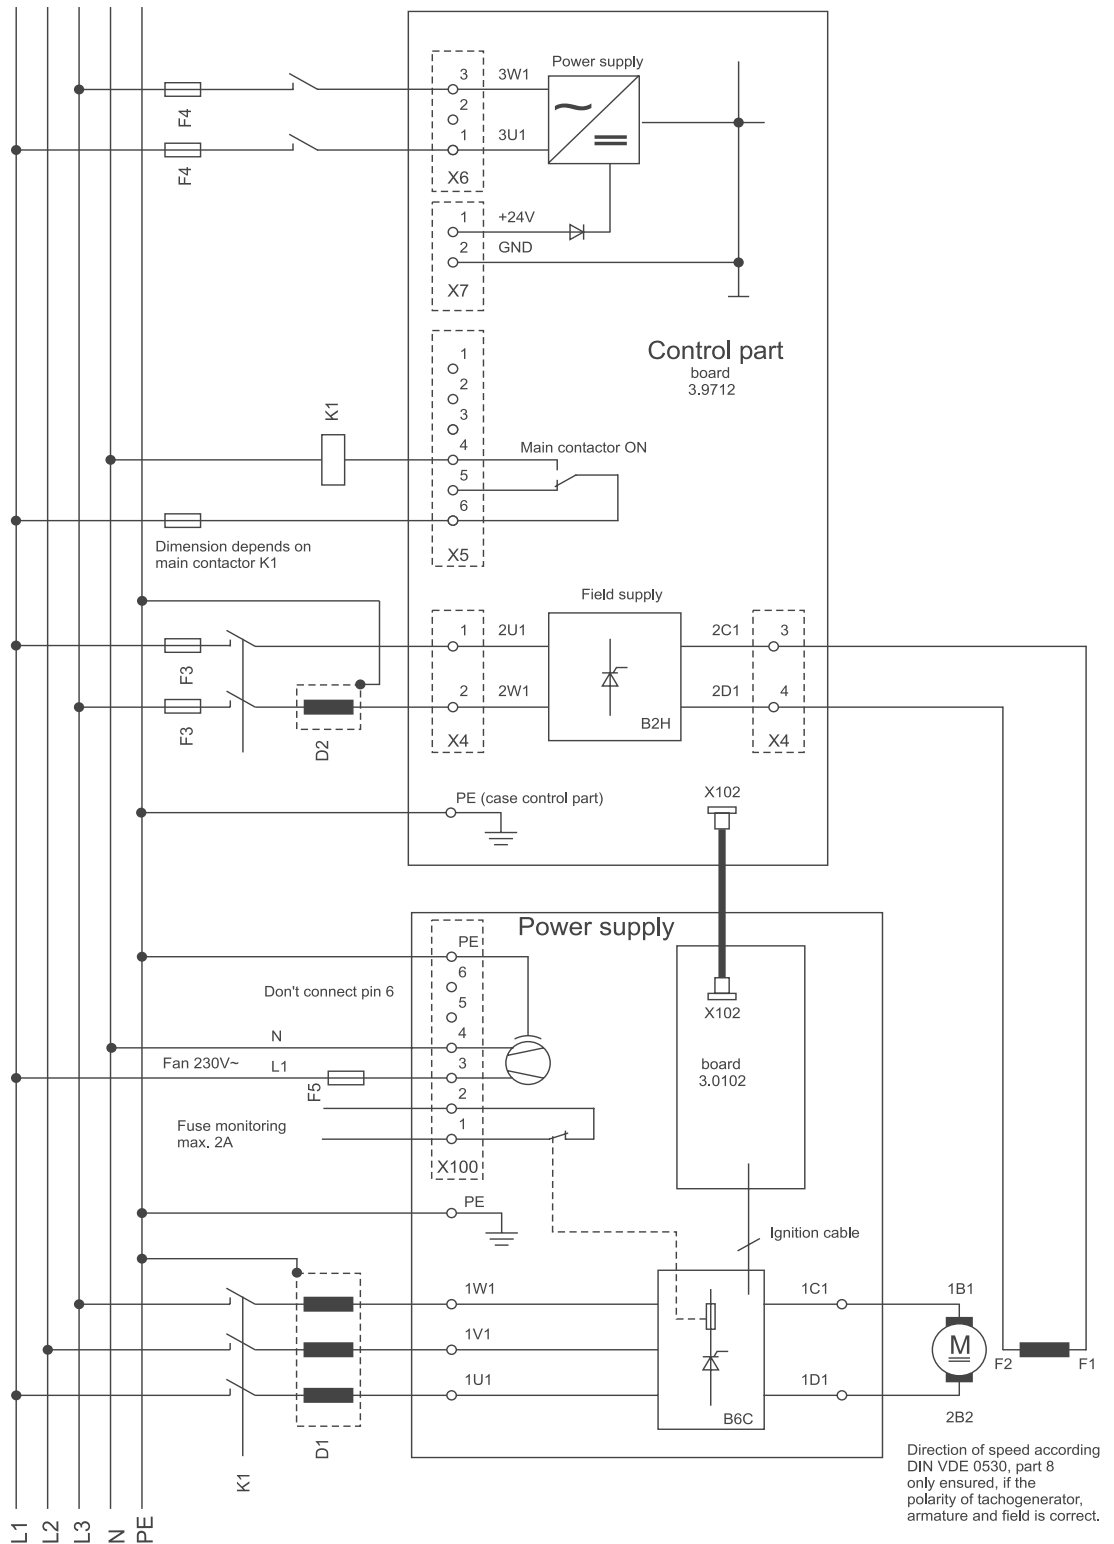 Power supply
3
3W1
2
F4
1
3U1
F4
X6
1
+24V
2
GND
X7
Control part
board
3.9712
1
2
3
K1
4
Main contactor ON
5
6
Dimension depends on
main contactor K1
X5
Field supply
1
2U1
2C1
3
F3
2
2W1
2D1
4
F3
D2
X4
B2H
X4
PE (case control part)
X102
Power supply
PE
6
Don't connect pin 6
X102
5
N
4
Fan 230V~
L1
3
board
3.0102
F5
2
Fuse monitoring
max. 2A
1
X100
PE
Ignition cable
1W1
1C1
1B1
1V1
M
F2
F1
1U1
1D1
B6C
2B2
D1
K1
Direction of speed according
DIN VDE 0530, part 8
only ensured, if the
polarity of tachogenerator,
armature and field is correct.
L1
L2
L3
N
PE